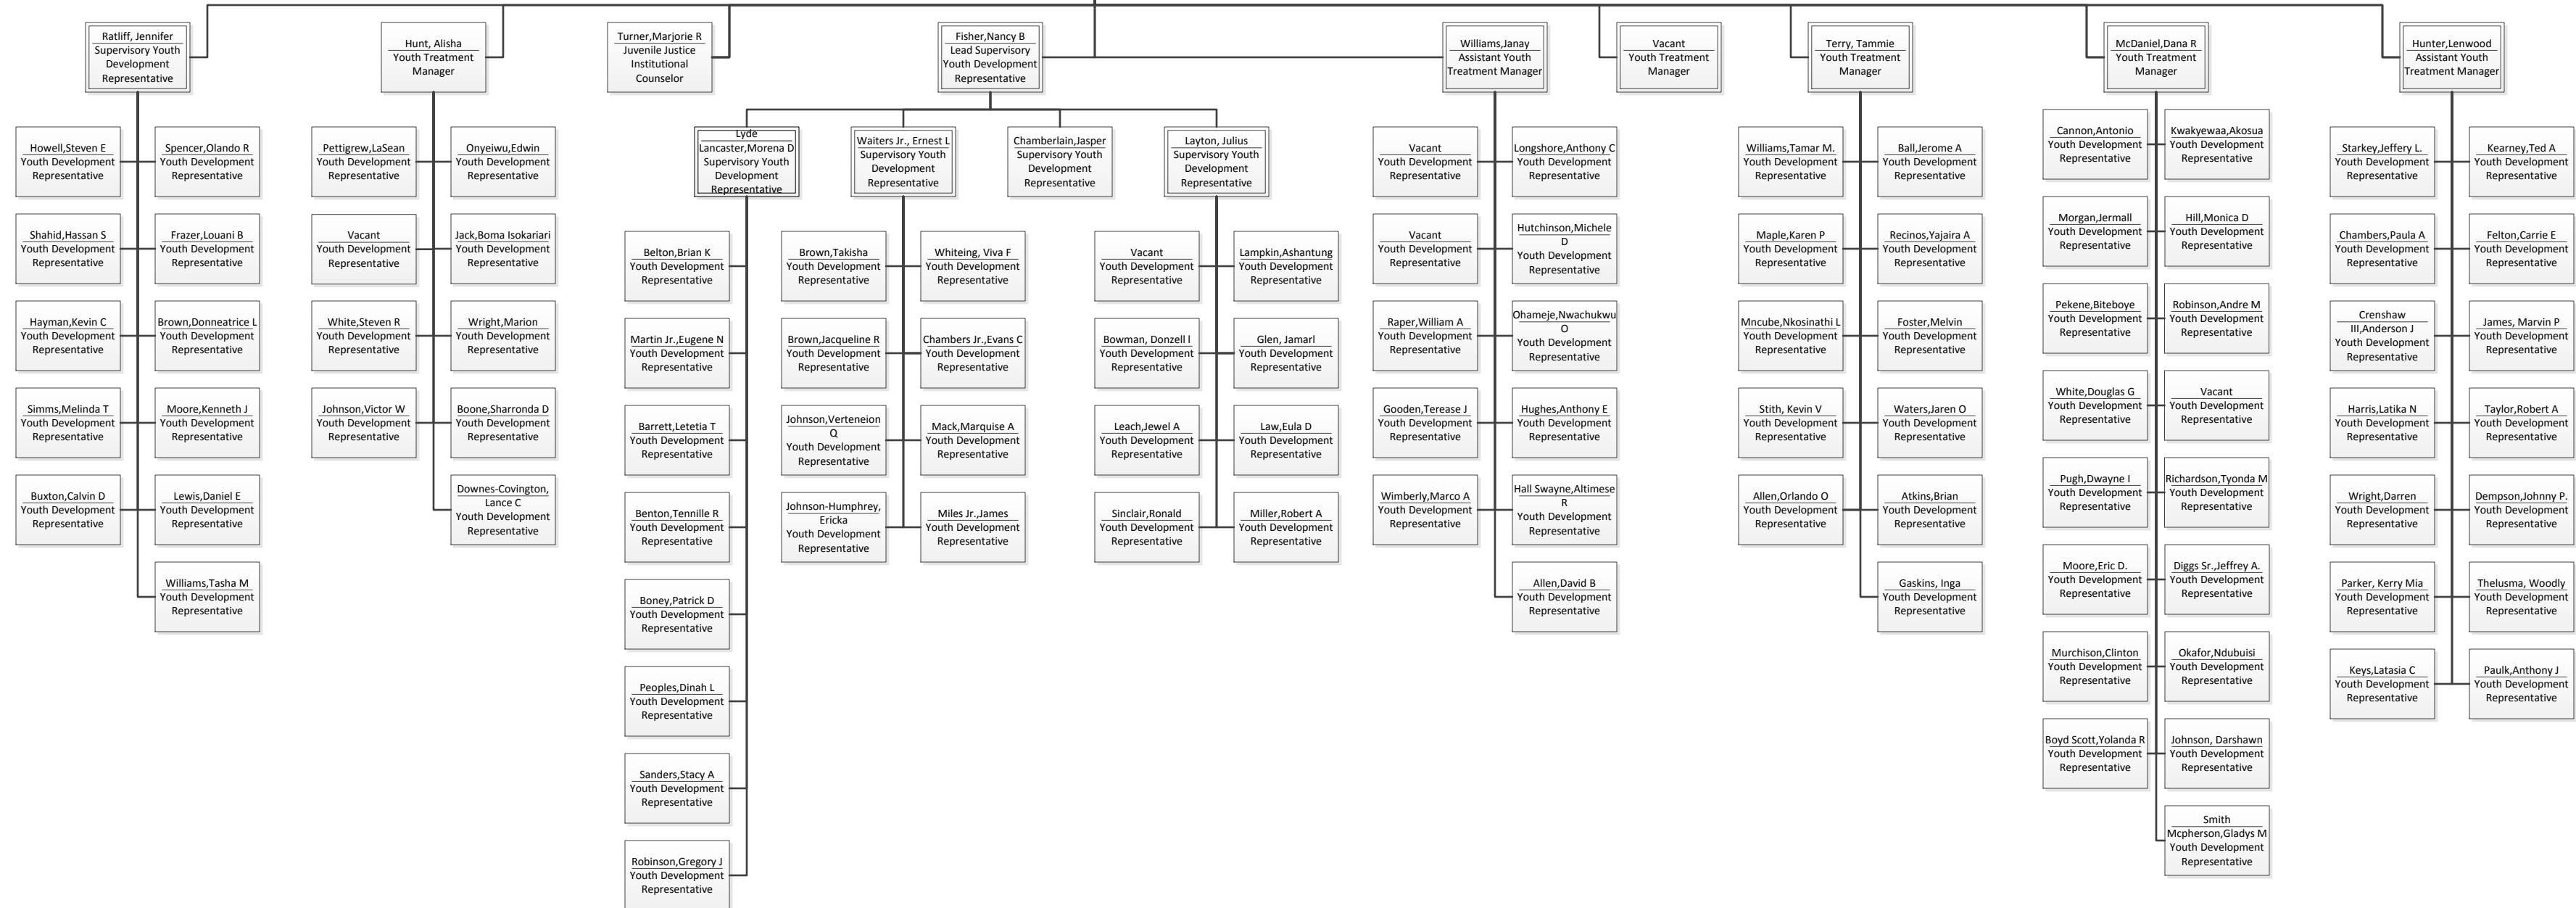 Ratliff, Jennifer
Supervisory Youth
Development
Representative
Hunt, Alisha
Youth Treatment
Manager
Turner,Marjorie R
Juvenile Justice
Institutional
Counselor
Fisher,Nancy B
Lead Supervisory
Youth Development
Representative
Williams,Janay
Assistant Youth
Treatment Manager
Vacant
Youth Treatment
Manager
Terry, Tammie
Youth Treatment
Manager
McDaniel,Dana R
Youth Treatment
Manager
Hunter,Lenwood
Assistant Youth
Treatment Manager
Howell,Steven E
Youth Development
Representative
Spencer,Olando R
Youth Development
Representative
Shahid,Hassan S
Youth Development
Representative
Frazer,Louani B
Youth Development
Representative
Hayman,Kevin C
Youth Development
Representative
Brown,Donneatrice L
Youth Development
Representative
Simms,Melinda T
Youth Development
Representative
Moore,Kenneth J
Youth Development
Representative
Buxton,Calvin D
Youth Development
Representative
Lewis,Daniel E
Youth Development
Representative
Williams,Tasha M
Youth Development
Representative
Pettigrew,LaSean
Youth Development
Representative
Onyeiwu,Edwin
Youth Development
Representative
Vacant
Youth Development
Representative
Jack,Boma Isokariari
Youth Development
Representative
White,Steven R
Youth Development
Representative
Wright,Marion
Youth Development
Representative
Johnson,Victor W
Youth Development
Representative
Boone,Sharronda D
Youth Development
Representative
Downes-Covington,
Lance C
Youth Development
Representative
Lyde
Lancaster,Morena D
Supervisory Youth
Development
Representative
Waiters Jr., Ernest L
Supervisory Youth
Development
Representative
Chamberlain,Jasper
Supervisory Youth
Development
Representative
Layton, Julius
Supervisory Youth
Development
Representative
Belton,Brian K
Youth Development
Representative
Martin Jr.,Eugene N
Youth Development
Representative
Barrett,Letetia T
Youth Development
Representative
Benton,Tennille R
Youth Development
Representative
Boney,Patrick D
Youth Development
Representative
Peoples,Dinah L
Youth Development
Representative
Sanders,Stacy A
Youth Development
Representative
Robinson,Gregory J
Youth Development
Representative
Brown,Takisha
Youth Development
Representative
Whiteing, Viva F
Youth Development
Representative
Brown,Jacqueline R
Youth Development
Representative
Chambers Jr.,Evans C
Youth Development
Representative
Johnson,Verteneion
Q
Youth Development
Representative
Mack,Marquise A
Youth Development
Representative
Johnson-Humphrey,
Ericka
Youth Development
Representative
Miles Jr.,James
Youth Development
Representative
Vacant
Youth Development
Representative
Lampkin,Ashantung
Youth Development
Representative
Bowman, Donzell l
Youth Development
Representative
Glen, Jamarl
Youth Development
Representative
Leach,Jewel A
Youth Development
Representative
Law,Eula D
Youth Development
Representative
Sinclair,Ronald
Youth Development
Representative
Miller,Robert A
Youth Development
Representative
Vacant
Youth Development
Representative
Longshore,Anthony C
Youth Development
Representative
Vacant
Youth Development
Representative
Hutchinson,Michele
D
Youth Development
Representative
Raper,William A
Youth Development
Representative
Ohameje,Nwachukwu
O
Youth Development
Representative
Gooden,Terease J
Youth Development
Representative
Hughes,Anthony E
Youth Development
Representative
Wimberly,Marco A
Youth Development
Representative
Hall Swayne,Altimese
R
Youth Development
Representative
Allen,David B
Youth Development
Representative
Williams,Tamar M.
Youth Development
Representative
Ball,Jerome A
Youth Development
Representative
Maple,Karen P
Youth Development
Representative
Recinos,Yajaira A
Youth Development
Representative
Mncube,Nkosinathi L
Youth Development
Representative
Foster,Melvin
Youth Development
Representative
Stith, Kevin V
Youth Development
Representative
Waters,Jaren O
Youth Development
Representative
Allen,Orlando O
Youth Development
Representative
Atkins,Brian
Youth Development
Representative
Gaskins, Inga
Youth Development
Representative
Cannon,Antonio
Youth Development
Representative
Kwakyewaa,Akosua
Youth Development
Representative
Morgan,Jermall
Youth Development
Representative
Hill,Monica D
Youth Development
Representative
Pekene,Biteboye
Youth Development
Representative
Robinson,Andre M
Youth Development
Representative
White,Douglas G
Youth Development
Representative
Vacant
Youth Development
Representative
Pugh,Dwayne I
Youth Development
Representative
Richardson,Tyonda M
Youth Development
Representative
Moore,Eric D.
Youth Development
Representative
Diggs Sr.,Jeffrey A.
Youth Development
Representative
Murchison,Clinton
Youth Development
Representative
Okafor,Ndubuisi
Youth Development
Representative
Boyd Scott,Yolanda R
Youth Development
Representative
Johnson, Darshawn
Youth Development
Representative
Smith
Mcpherson,Gladys M
Youth Development
Representative
Starkey,Jeffery L.
Youth Development
Representative
Kearney,Ted A
Youth Development
Representative
Chambers,Paula A
Youth Development
Representative
Felton,Carrie E
Youth Development
Representative
Crenshaw
III,Anderson J
Youth Development
Representative
James, Marvin P
Youth Development
Representative
Harris,Latika N
Youth Development
Representative
Taylor,Robert A
Youth Development
Representative
Wright,Darren
Youth Development
Representative
Dempson,Johnny P.
Youth Development
Representative
Parker, Kerry Mia
Youth Development
Representative
Thelusma, Woodly
Youth Development
Representative
Keys,Latasia C
Youth Development
Representative
Paulk,Anthony J
Youth Development
Representative